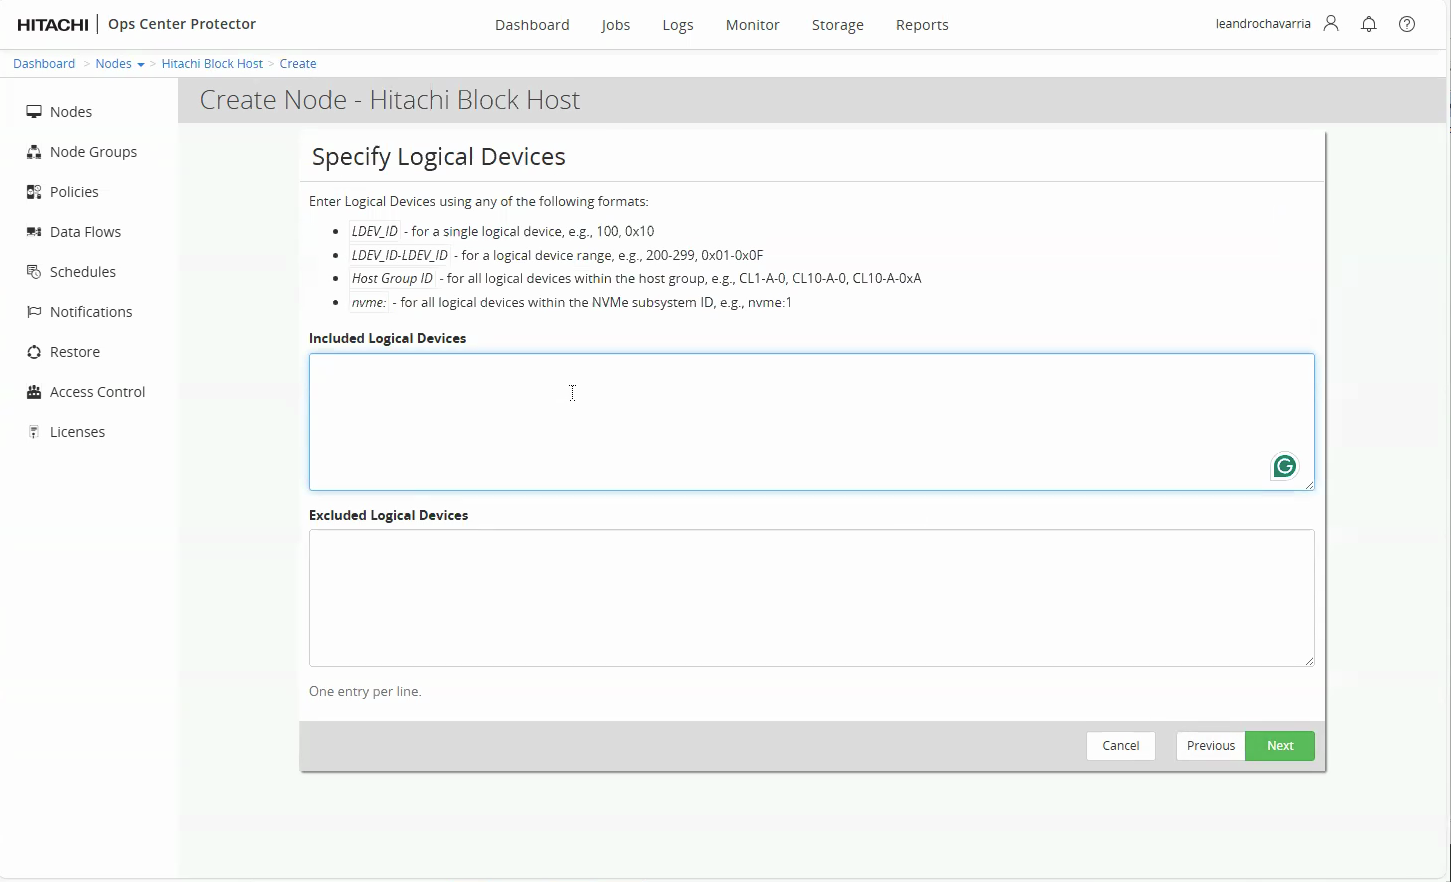 HITACHI | Ops Center Protector
Dashboard Jobs Logs Monitor Storage Reports
leandrochavarria
Dashboard > Nodes > Hitachi Block Host > Create
Nodes
Node Groups
Policies
Data Flows
Schedules
Notifications
Restore
Access Control
Licenses
Create Node - Hitachi Block Host
Specify Logical Devices
Enter Logical Devices using any of the following formats:
• LDEV_ID - for a single logical device, e.g., 100, 0x10
• LDEV_ID-LDEV_ID - for a logical device range, e.g., 200-299, 0x01-0x0F
• Host Group ID - for all logical devices within the host group, e.g., CL1-A-0, CL10-A-0, CL10-A-0xA
• nvme: - for all logical devices within the NVMe subsystem ID, e.g., nvme:1
Included Logical Devices
Excluded Logical Devices
One entry per line.
Cancel Previous Next